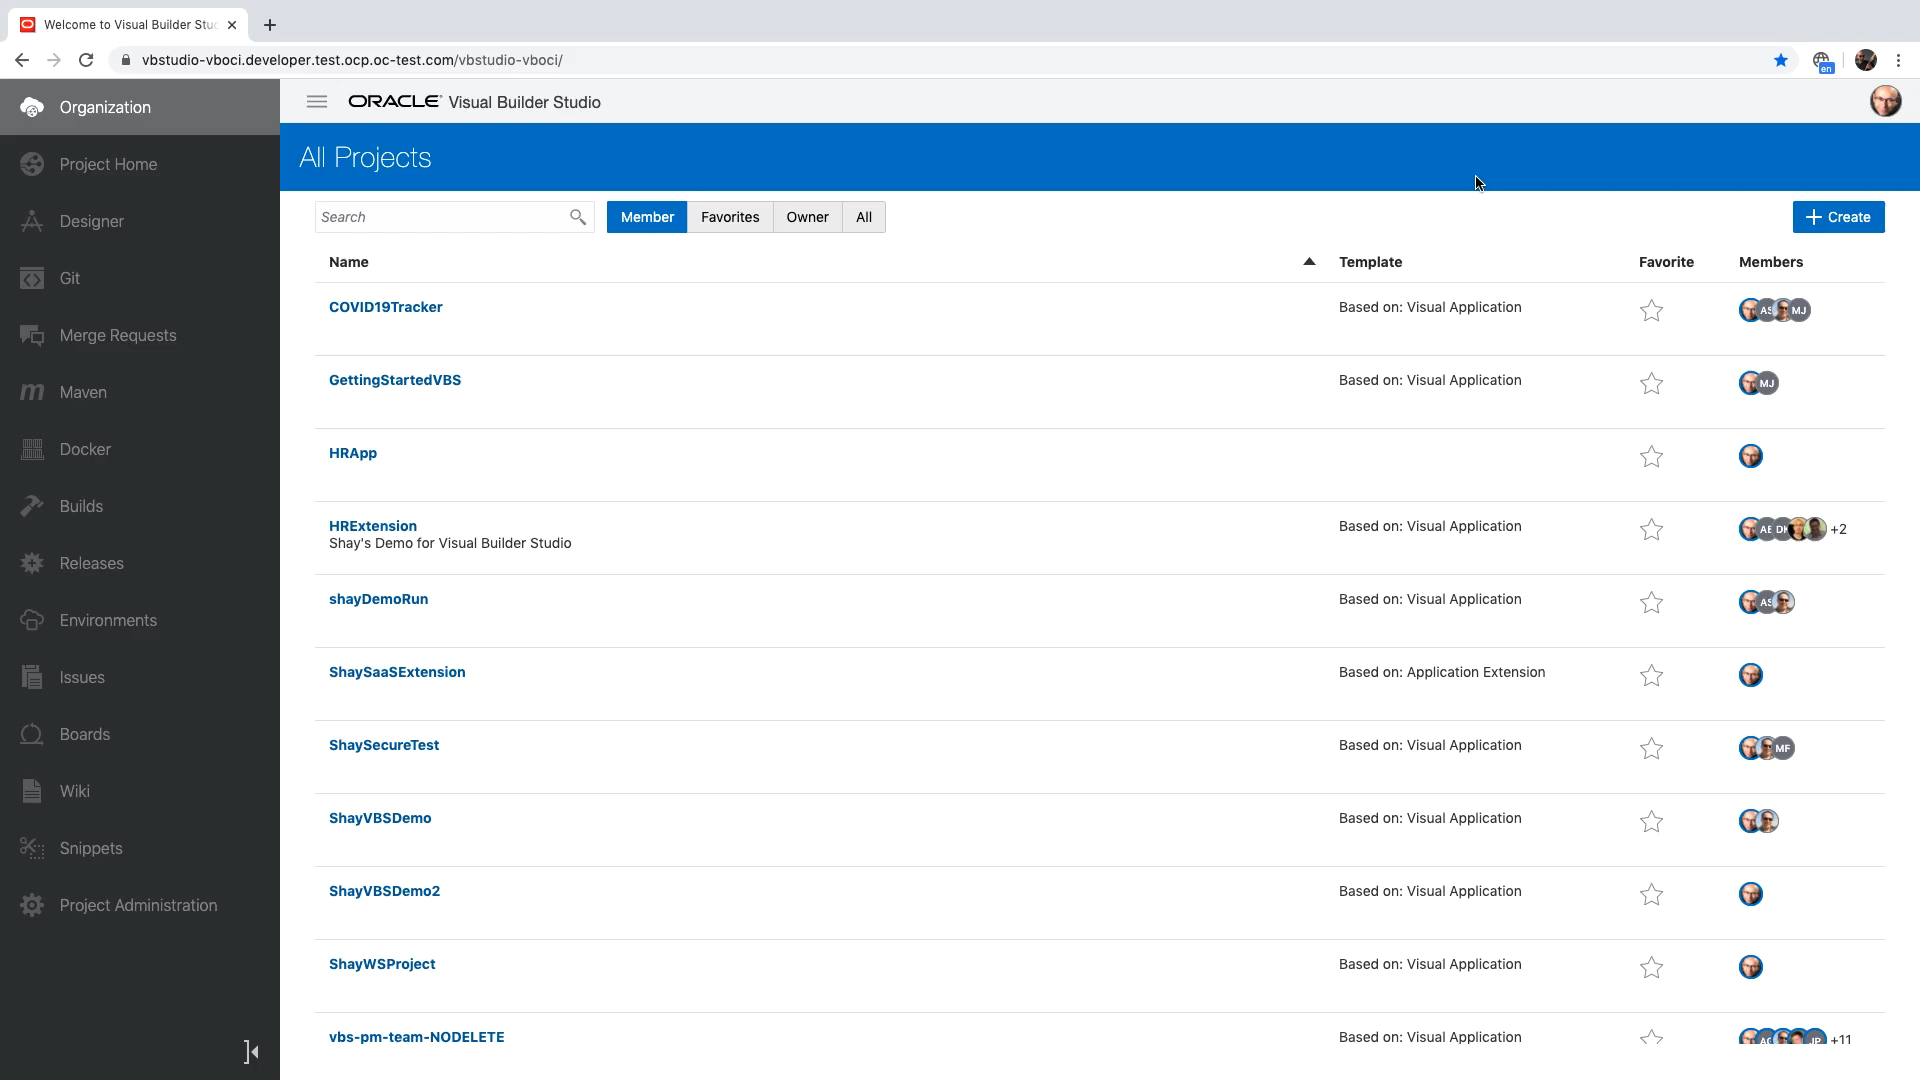 Welcome to Visual Builder Stu
vbstudio-vboci.developer.test.ocp.oc-test.com/vbstudio-vboci/
en
Organization
ORACLE Visual Builder Studio
Project Home
Designer
Git
Merge Requests
Maven
Docker
Builds
Releases
Environments
Issues
Boards
Wiki
Snippets
Project Administration
All Projects
Search
Member Favorites Owner All
Create
Name Template Favorite Members
COVID19Tracker Based on: Visual Application AS MJ
GettingStartedVBS Based on: Visual Application MJ
HRApp
HRExtension Based on: Visual Application +2
Shay's Demo for Visual Builder Studio
shayDemoRun Based on: Visual Application AS
ShaySaaSExtension Based on: Application Extension
ShaySecureTest Based on: Visual Application MF
ShayVBSDemo Based on: Visual Application
ShayVBSDemo2 Based on: Visual Application
ShayWSProject Based on: Visual Application
vbs-pm-team-NODELETE Based on: Visual Application JP +11